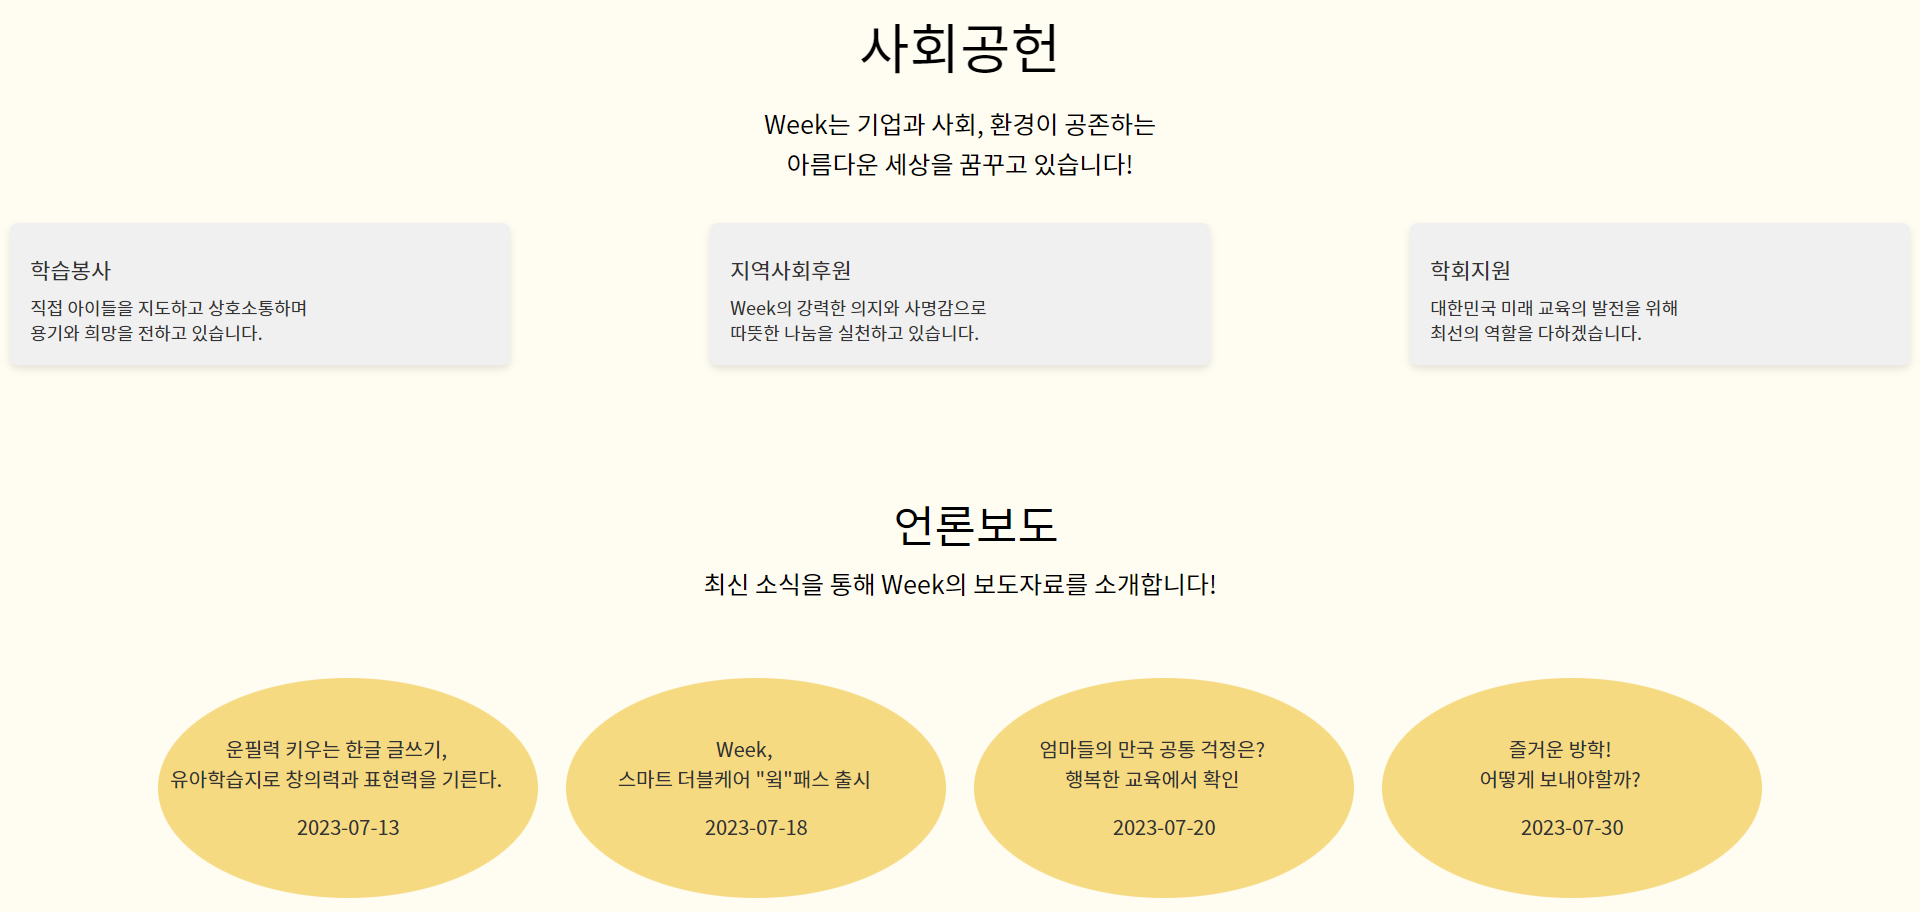 사회공헌
Week는 기업과 사회, 환경이 공존하는
아름다운 세상을 꿈꾸고 있습니다!
학습봉사
직접 아이들을 지도하고 상호소통하며
용기와 희망을 전하고 있습니다.
지역사회후원
Week의 강력한 의지와 사명감으로
따뜻한 나눔을 실천하고 있습니다.
학회지원
대한민국 미래 교육의 발전을 위해
최선의 역할을 다하겠습니다.
언론보도
최신 소식을 통해 Week의 보도자료를 소개합니다!
운필력 키우는 한글 글쓰기,
유아학습지로 창의력과 표현력을 기른다.
2023-07-13
Week,
스마트 더블케어 "윜"패스 출시
2023-07-18
엄마들의 만국 공통 걱정은?
행복한 교육에서 확인
2023-07-20
즐거운 방학!
어떻게 보내야할까?
2023-07-30